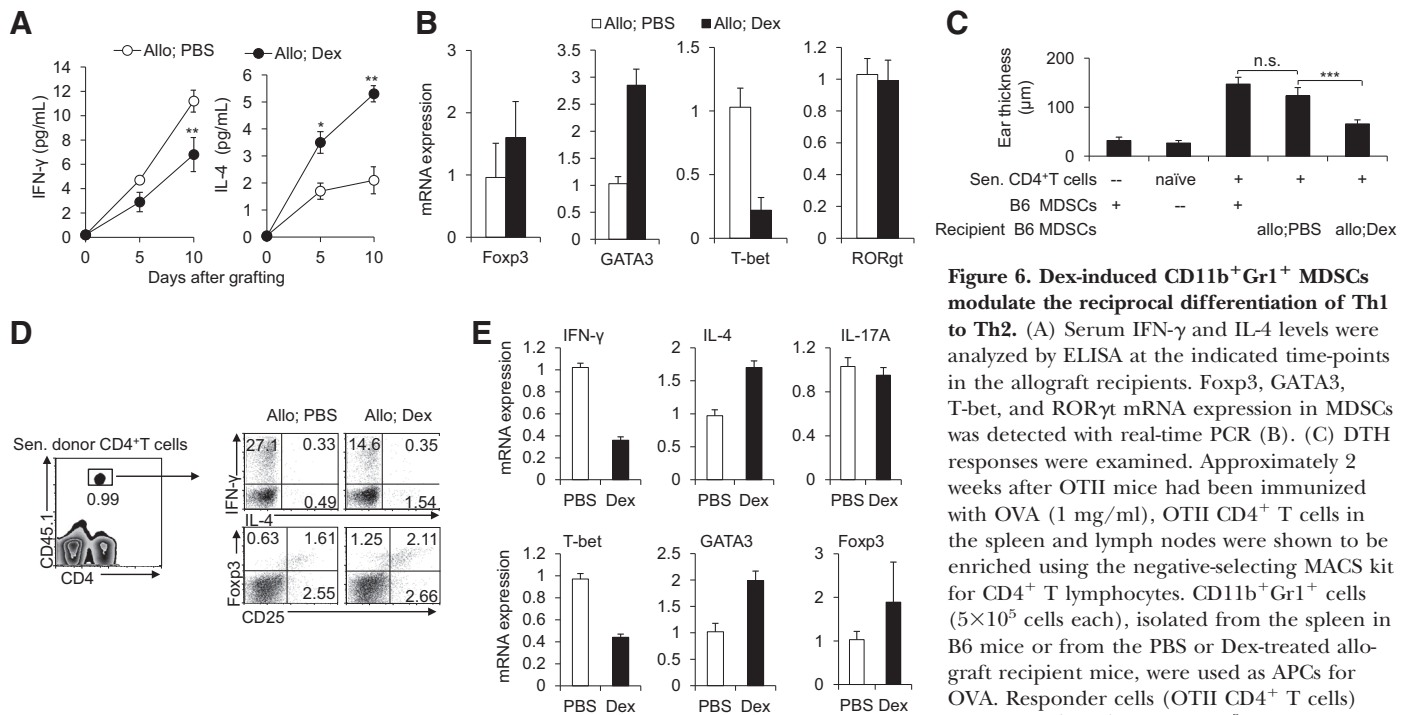 A
Allo; PBS
Allo; Dex
IFN-γ (pg/mL)
14
12
10
8
6
4
2
0
**
0 5 10
IL-4 (pg/mL)
6
5
4
3
2
1
0
*
**
0 5 10
Days after grafting
B
Allo; PBS
Allo; Dex
mRNA expression
3
2
1
0
Foxp3
3.5
3
2.5
2
1.5
1
0.5
0
GATA3
1.5
1
0.5
0
T-bet
1.2
1
0.8
0.6
0.4
0.2
0
RORgt
C
Ear thickness
(μm)
200
100
0
n.s.
***
Sen. CD4+T cells -- naïve + + +
B6 MDSCs + -- +
Recipient B6 MDSCs allo;PBS allo;Dex
D
Sen. donor CD4+T cells
0.99
CD45.1
CD4
Allo; PBS Allo; Dex
27.1 0.33 14.6 0.35
0.49 1.54
IFN-γ
IL-4
0.63 1.61 1.25 2.11
2.55 2.66
Foxp3
CD25
E
IFN-γ
mRNA expression
1.2
1
0.8
0.6
0.4
0.2
0
PBS Dex
IL-4
2
1.5
1
0.5
0
PBS Dex
IL-17A
1.2
0.8
0.4
0
PBS Dex
T-bet
mRNA expression
1.2
1
0.8
0.6
0.4
0.2
0
PBS Dex
GATA3
2.5
2
1.5
1
0.5
0
PBS Dex
Foxp3
3
2
1
0
PBS Dex
Figure 6. Dex-induced CD11b+Gr1+ MDSCs
modulate the reciprocal differentiation of Th1
to Th2. (A) Serum IFN-γ and IL-4 levels were
analyzed by ELISA at the indicated time-points
in the allograft recipients. Foxp3, GATA3,
T-bet, and RORγt mRNA expression in MDSCs
was detected with real-time PCR (B). (C) DTH
responses were examined. Approximately 2
weeks after OTII mice had been immunized
with OVA (1 mg/ml), OTII CD4+ T cells in
the spleen and lymph nodes were shown to be
enriched using the negative-selecting MACS kit
for CD4+ T lymphocytes. CD11b+Gr1+ cells
(5×10⁵ cells each), isolated from the spleen in
B6 mice or from the PBS or Dex-treated allo-
graft recipient mice, were used as APCs for
OVA. Responder cells (OTII CD4+ T cells)